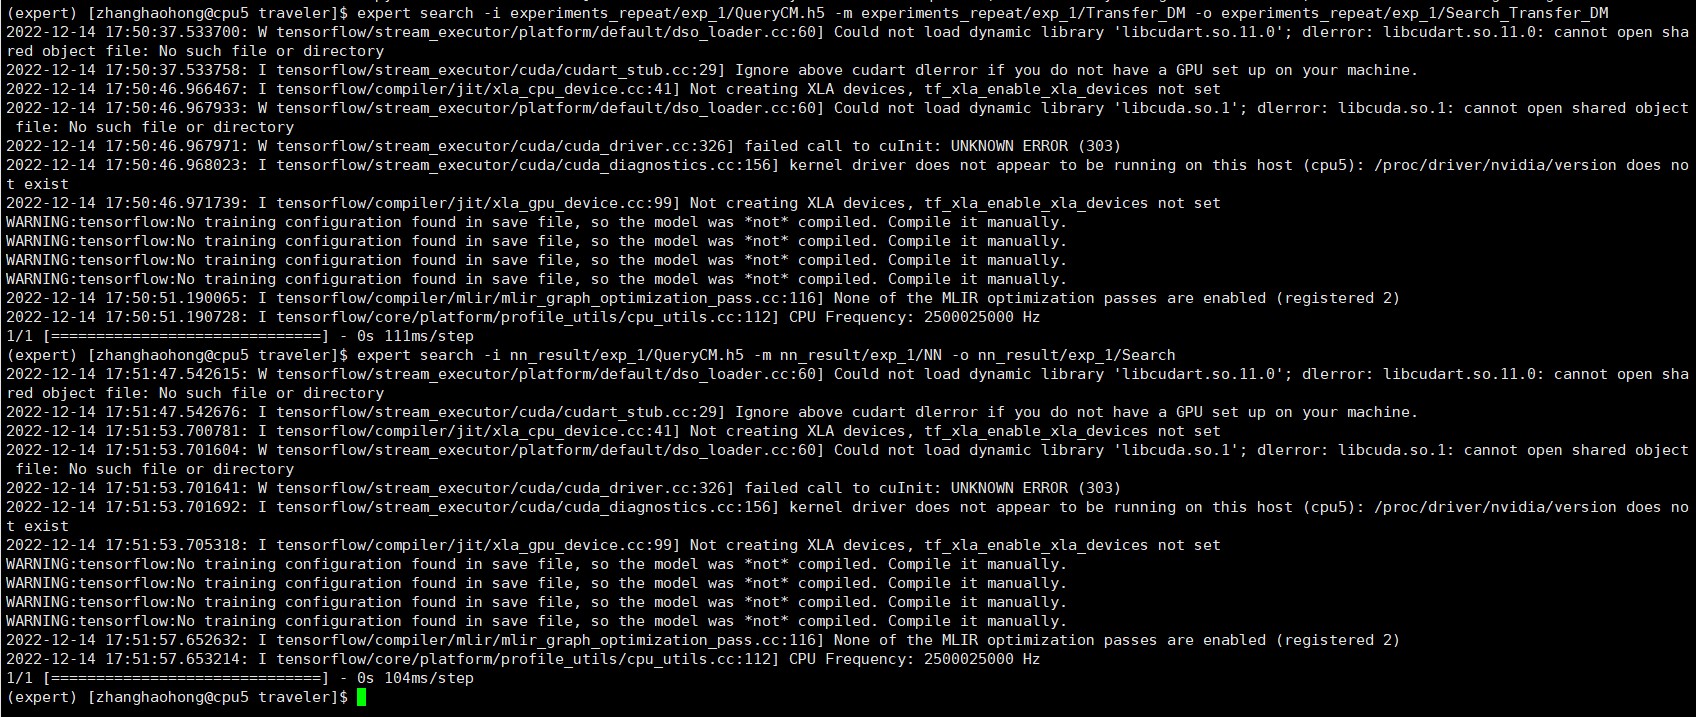 (expert) [zhanghaohong@cpu5 traveler]$ expert search -i experiments_repeat/exp_1/QueryCM.h5 -m experiments_repeat/exp_1/Transfer_DM -o experiments_repeat/exp_1/Search_Transfer_DM
2022-12-14 17:50:37.533700: W tensorflow/stream_executor/platform/default/dso_loader.cc:60] Could not load dynamic library 'libcudart.so.11.0'; dlerror: libcudart.so.11.0: cannot open sha
red object file: No such file or directory
2022-12-14 17:50:37.533758: I tensorflow/stream_executor/cuda/cudart_stub.cc:29] Ignore above cudart dlerror if you do not have a GPU set up on your machine.
2022-12-14 17:50:46.966467: I tensorflow/compiler/jit/xla_cpu_device.cc:41] Not creating XLA devices, tf_xla_enable_xla_devices not set
2022-12-14 17:50:46.967933: W tensorflow/stream_executor/platform/default/dso_loader.cc:60] Could not load dynamic library 'libcuda.so.1'; dlerror: libcuda.so.1: cannot open shared object
 file: No such file or directory
2022-12-14 17:50:46.967971: W tensorflow/stream_executor/cuda/cuda_driver.cc:326] failed call to cuInit: UNKNOWN ERROR (303)
2022-12-14 17:50:46.968023: I tensorflow/stream_executor/cuda/cuda_diagnostics.cc:156] kernel driver does not appear to be running on this host (cpu5): /proc/driver/nvidia/version does no
t exist
2022-12-14 17:50:46.971739: I tensorflow/compiler/jit/xla_gpu_device.cc:99] Not creating XLA devices, tf_xla_enable_xla_devices not set
WARNING:tensorflow:No training configuration found in save file, so the model was *not* compiled. Compile it manually.
WARNING:tensorflow:No training configuration found in save file, so the model was *not* compiled. Compile it manually.
WARNING:tensorflow:No training configuration found in save file, so the model was *not* compiled. Compile it manually.
WARNING:tensorflow:No training configuration found in save file, so the model was *not* compiled. Compile it manually.
2022-12-14 17:50:51.190065: I tensorflow/compiler/mlir/mlir_graph_optimization_pass.cc:116] None of the MLIR optimization passes are enabled (registered 2)
2022-12-14 17:50:51.190728: I tensorflow/core/platform/profile_utils/cpu_utils.cc:112] CPU Frequency: 2500025000 Hz
1/1 [==============================] - 0s 111ms/step
(expert) [zhanghaohong@cpu5 traveler]$ expert search -i nn_result/exp_1/QueryCM.h5 -m nn_result/exp_1/NN -o nn_result/exp_1/Search
2022-12-14 17:51:47.542615: W tensorflow/stream_executor/platform/default/dso_loader.cc:60] Could not load dynamic library 'libcudart.so.11.0'; dlerror: libcudart.so.11.0: cannot open sha
red object file: No such file or directory
2022-12-14 17:51:47.542676: I tensorflow/stream_executor/cuda/cudart_stub.cc:29] Ignore above cudart dlerror if you do not have a GPU set up on your machine.
2022-12-14 17:51:53.700781: I tensorflow/compiler/jit/xla_cpu_device.cc:41] Not creating XLA devices, tf_xla_enable_xla_devices not set
2022-12-14 17:51:53.701604: W tensorflow/stream_executor/platform/default/dso_loader.cc:60] Could not load dynamic library 'libcuda.so.1'; dlerror: libcuda.so.1: cannot open shared object
 file: No such file or directory
2022-12-14 17:51:53.701641: W tensorflow/stream_executor/cuda/cuda_driver.cc:326] failed call to cuInit: UNKNOWN ERROR (303)
2022-12-14 17:51:53.701692: I tensorflow/stream_executor/cuda/cuda_diagnostics.cc:156] kernel driver does not appear to be running on this host (cpu5): /proc/driver/nvidia/version does no
t exist
2022-12-14 17:51:53.705318: I tensorflow/compiler/jit/xla_gpu_device.cc:99] Not creating XLA devices, tf_xla_enable_xla_devices not set
WARNING:tensorflow:No training configuration found in save file, so the model was *not* compiled. Compile it manually.
WARNING:tensorflow:No training configuration found in save file, so the model was *not* compiled. Compile it manually.
WARNING:tensorflow:No training configuration found in save file, so the model was *not* compiled. Compile it manually.
WARNING:tensorflow:No training configuration found in save file, so the model was *not* compiled. Compile it manually.
2022-12-14 17:51:57.652632: I tensorflow/compiler/mlir/mlir_graph_optimization_pass.cc:116] None of the MLIR optimization passes are enabled (registered 2)
2022-12-14 17:51:57.653214: I tensorflow/core/platform/profile_utils/cpu_utils.cc:112] CPU Frequency: 2500025000 Hz
1/1 [==============================] - 0s 104ms/step
(expert) [zhanghaohong@cpu5 traveler]$